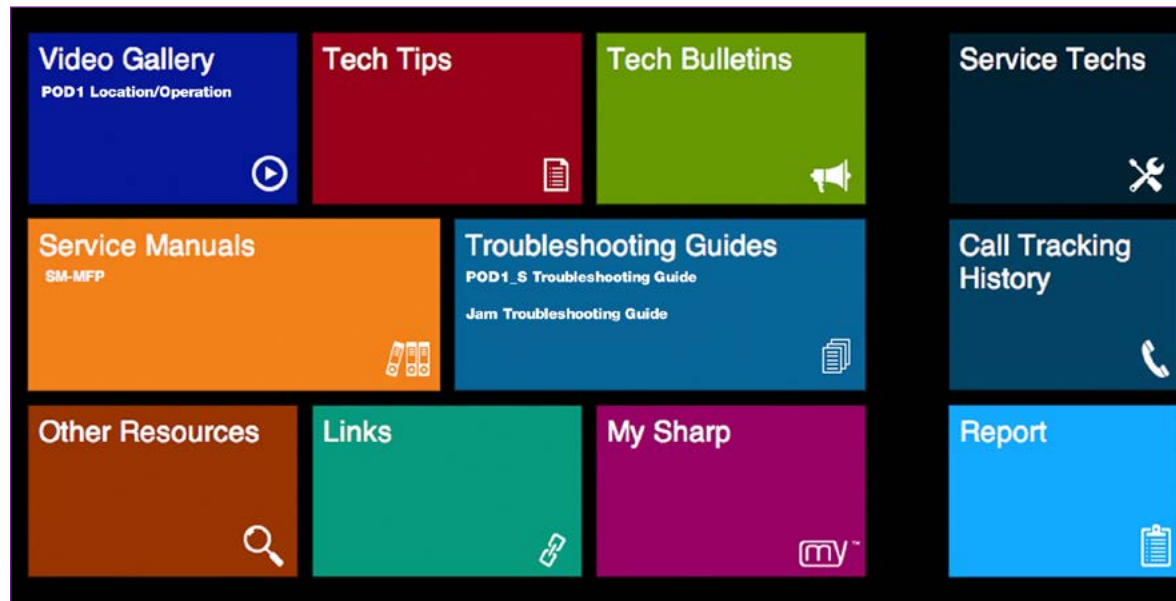 Video Gallery
POD1 Location/Operation
Tech Tips
Tech Bulletins
Service Techs
Service Manuals
SM-MFP
Troubleshooting Guides
POD1_S Troubleshooting Guide
Jam Troubleshooting Guide
Call Tracking
History
Other Resources
Links
My Sharp
my™
Report